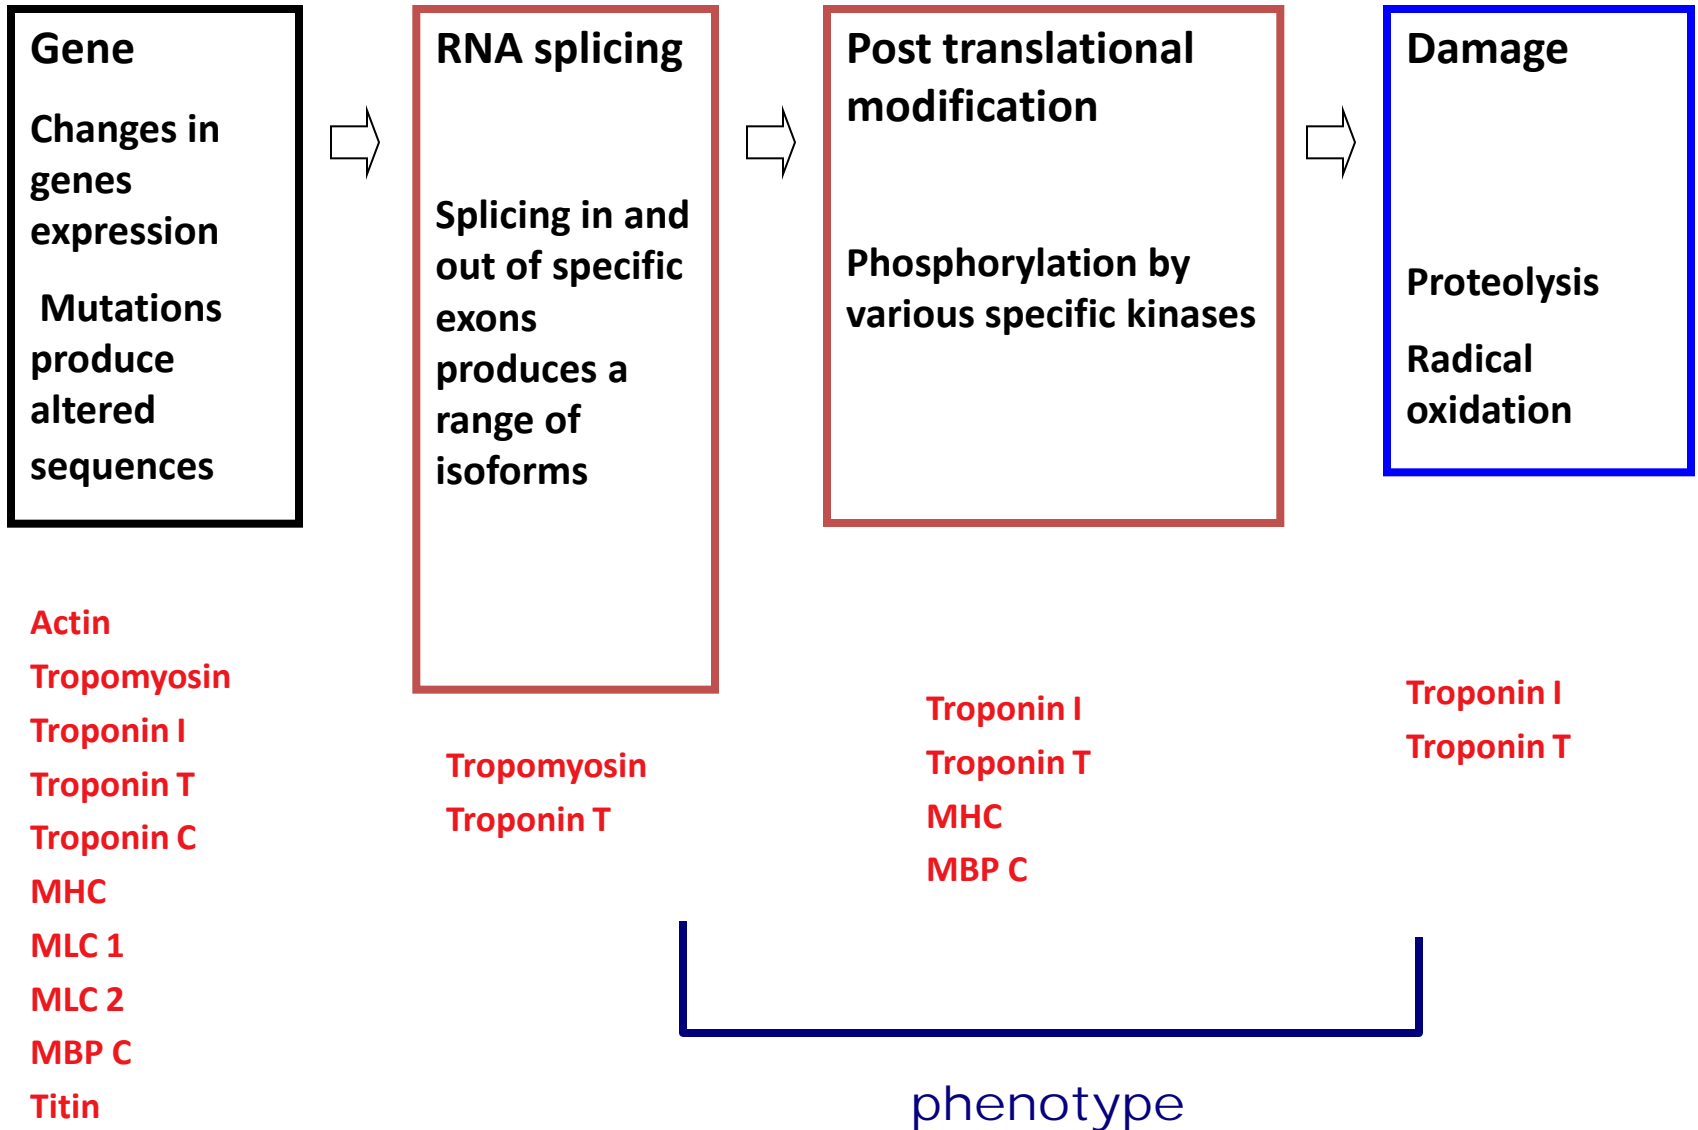 Gene
Changes in
genes
expression
Mutations
produce
altered
sequences
RNA splicing
Splicing in and
out of specific
exons
produces a
range of
isoforms
Post translational
modification
Phosphorylation by
various specific kinases
Damage
Proteolysis
Radical
oxidation
Actin
Tropomyosin
Troponin I
Troponin T
Troponin C
MHC
MLC 1
MLC 2
MBP C
Titin
Tropomyosin
Troponin T
Troponin I
Troponin T
MHC
MBP C
Troponin I
Troponin T
phenotype